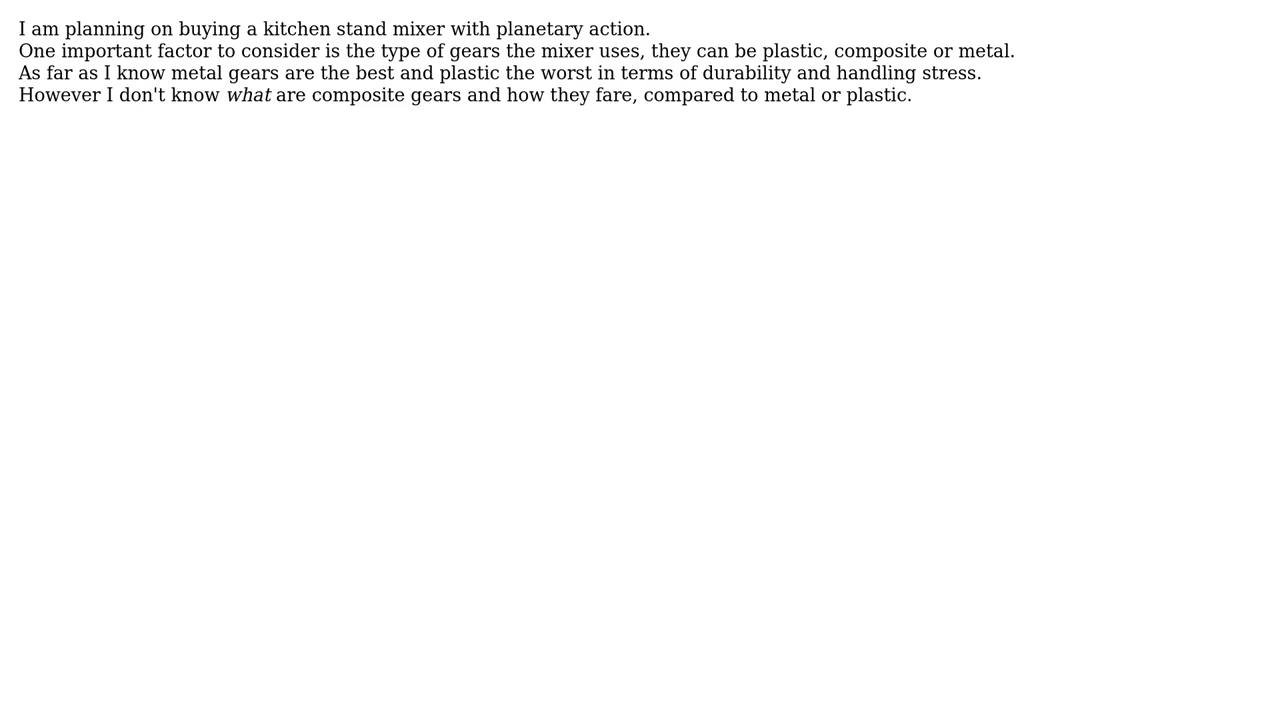 I am planning on buying a kitchen stand mixer with planetary action.
One important factor to consider is the type of gears the mixer uses, they can be plastic, composite or metal.
As far as I know metal gears are the best and plastic the worst in terms of durability and handling stress.
However I don't know what are composite gears and how they fare, compared to metal or plastic.